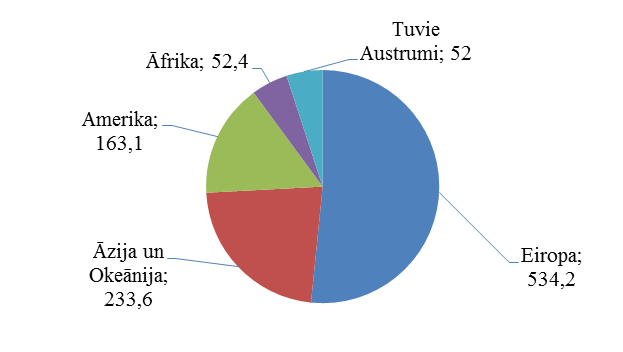 Tuvie
Austrumi; 52
Āfrika; 52,4
Amerika;
163,1
Āzija un
Okeānija;
233,6
Eiropa;
534,2